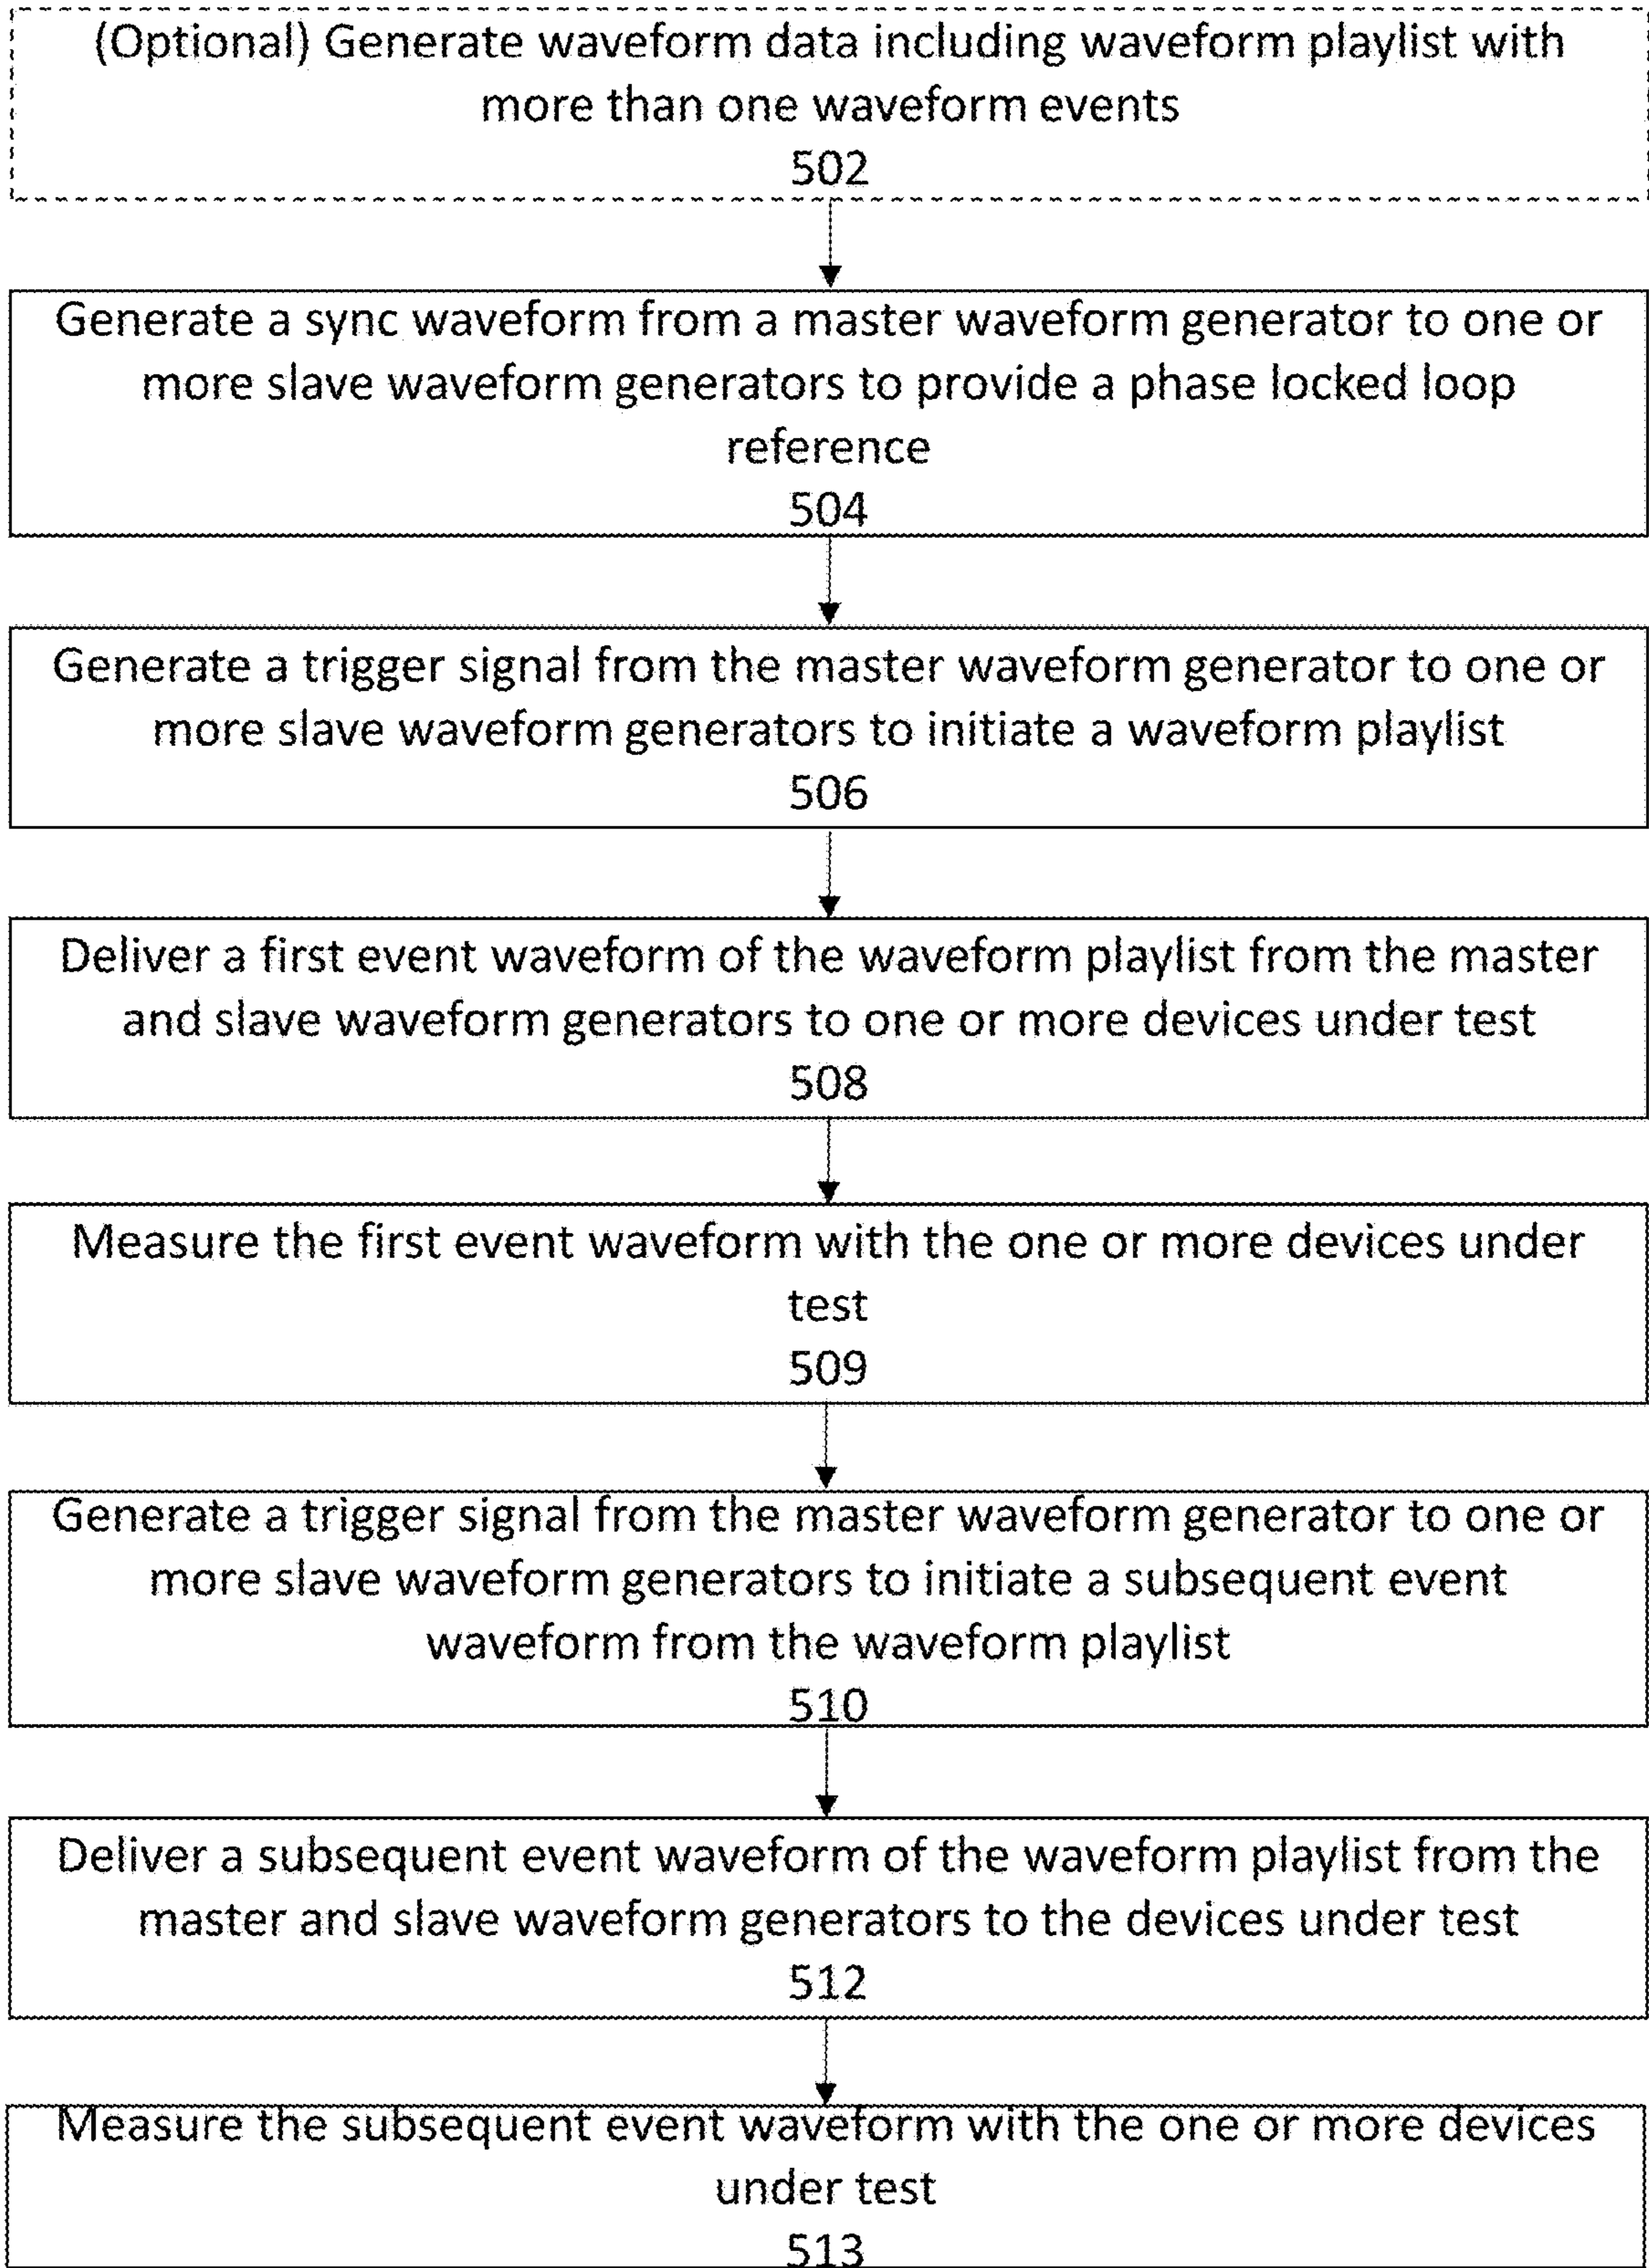 (Optional) Generate waveform data including waveform playlist with
more than one waveform events
502
Generate a sync waveform from a master waveform generator to one or
more slave waveform generators to provide a phase locked loop
reference
504
Generate a trigger signal from the master waveform generator to one or
more slave waveform generators to initiate a waveform playlist
506
Deliver a first event waveform of the waveform playlist from the master
and slave waveform generators to one or more devices under test
508
Measure the first event waveform with the one or more devices under
test
509
Generate a trigger signal from the master waveform generator to one or
more slave waveform generators to initiate a subsequent event
waveform from the waveform playlist
510
Deliver a subsequent event waveform of the waveform playlist from the
master and slave waveform generators to the devices under test
512
Measure the subsequent event waveform with the one or more devices
under test
513